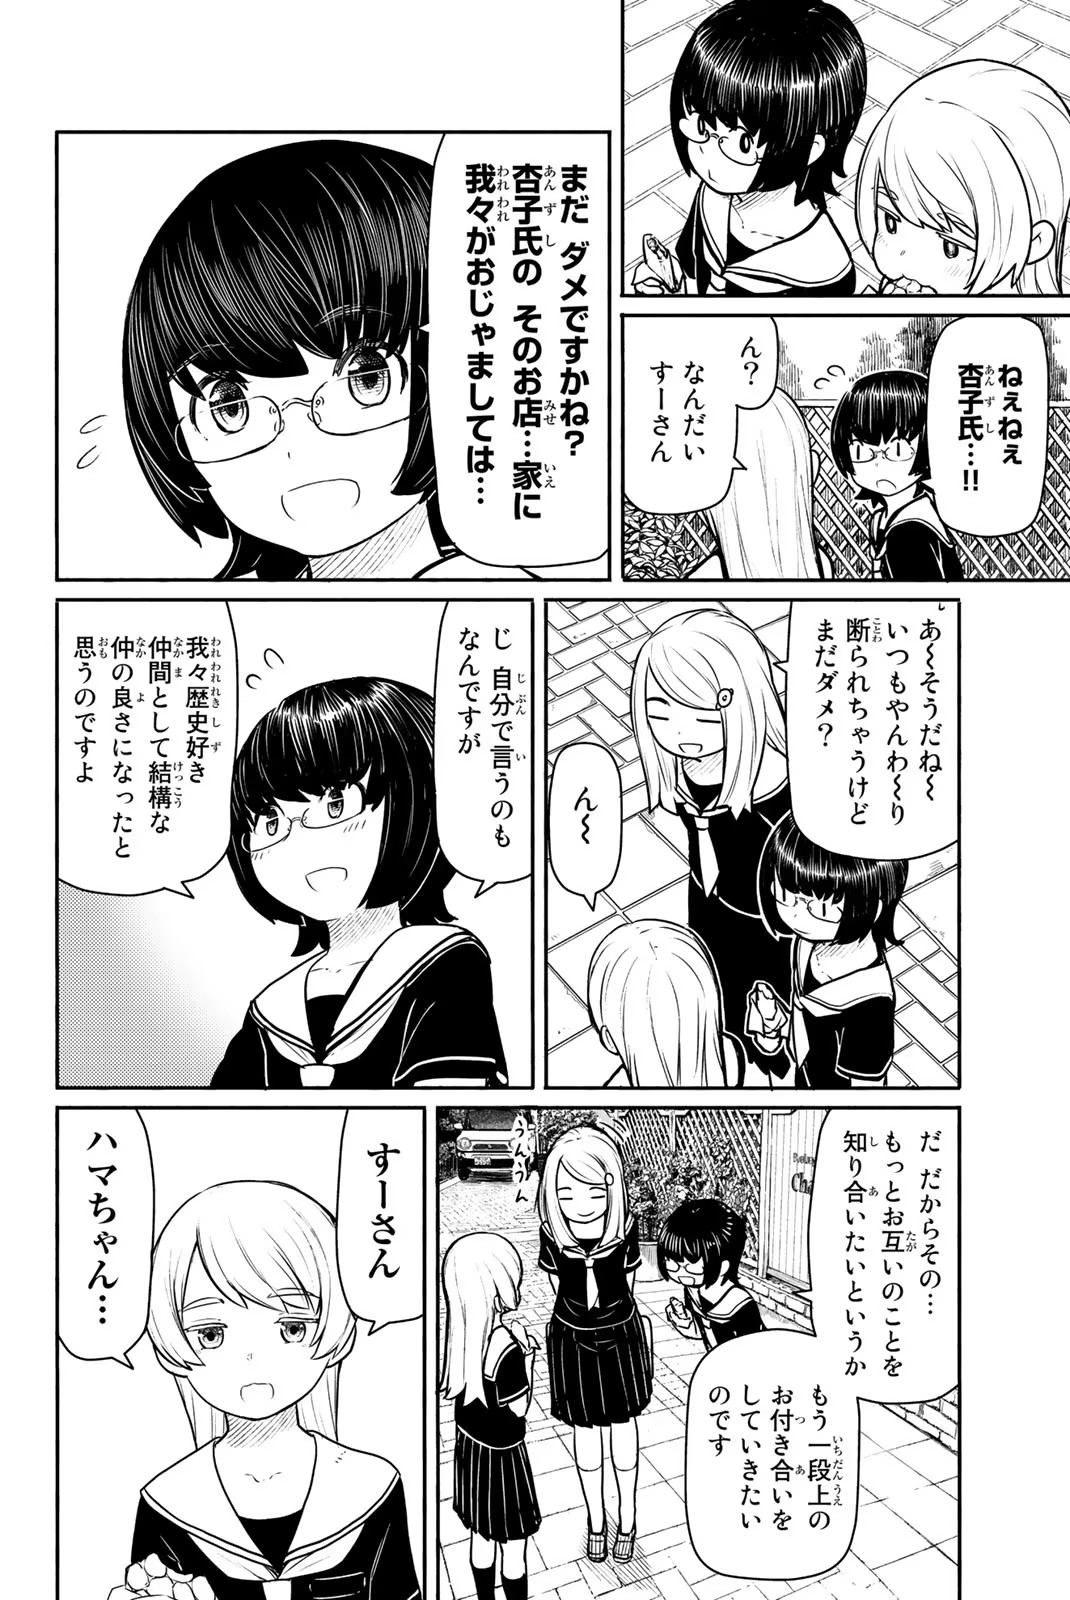 ねぇねぇ
杏子氏…!!
ん?
なんだい
すーさん
まだ ダメですかね?
杏子氏の そのお店…家に
我々がおじゃましては…
あ〜そうだね〜
いつもやんわ〜り
断られちゃうけど
まだダメ?
ん〜
じ 自分で言うのも
なんですが
我々歴史好き
仲間として結構な
仲の良さになったと
思うのですよ
だ だからその…
もっとお互いのことを
知り合いたいというか
もう一段上の
お付き合いを
していきたい
のです
うんうん
すーさん
ハマちゃん…